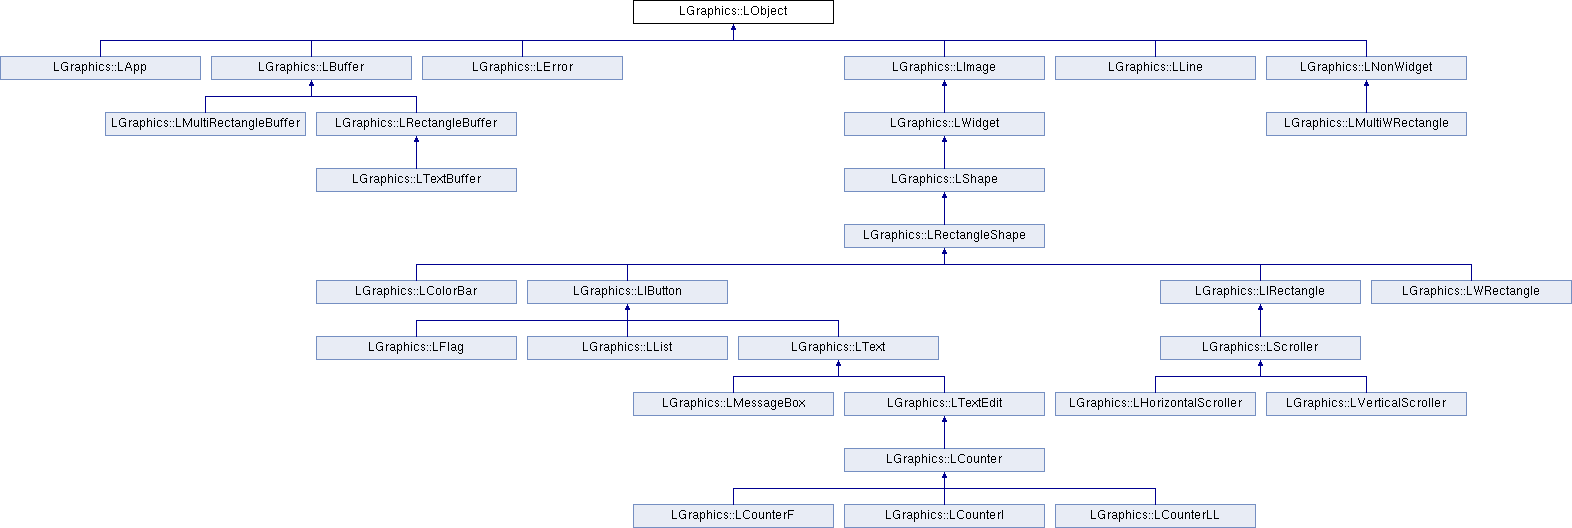 LGraphics::LObject
LGraphics::LApp
LGraphics::LBuffer
LGraphics::LError
LGraphics::LImage
LGraphics::LLine
LGraphics::LNonWidget
LGraphics::LMultiRectangleBuffer
LGraphics::LRectangleBuffer
LGraphics::LWidget
LGraphics::LMultiWRectangle
LGraphics::LTextBuffer
LGraphics::LShape
LGraphics::LRectangleShape
LGraphics::LColorBar
LGraphics::LIButton
LGraphics::LIRectangle
LGraphics::LWRectangle
LGraphics::LFlag
LGraphics::LList
LGraphics::LText
LGraphics::LScroller
LGraphics::LMessageBox
LGraphics::LTextEdit
LGraphics::LHorizontalScroller
LGraphics::LVerticalScroller
LGraphics::LCounter
LGraphics::LCounterF
LGraphics::LCounterI
LGraphics::LCounterLL